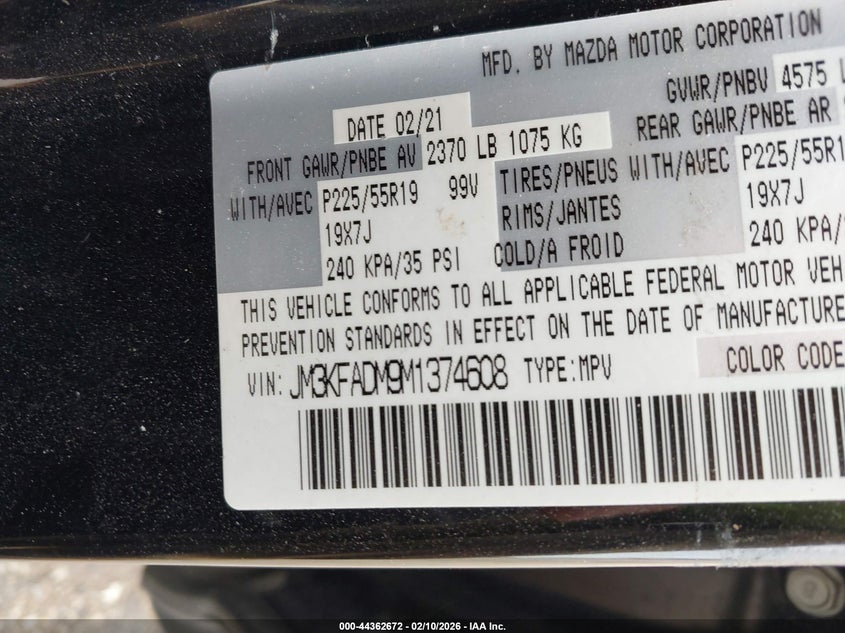 MFD. BY MAZDA MOTOR CORPORATION
DATE 02/21 GVWR/PNBV 4575
FRONT GAWR/PNBE AV 2370 LB 1075 KG REAR GAWR/PNBE AR
WITH/AVEC P225/55R19 99V TIRES/PNEUS WITH/AVEC P225/55R1
19X7J RIMS/JANTES 19X7J
240 KPA/35 PSI COLD/A FROID 240 KPA/
THIS VEHICLE CONFORMS TO ALL APPLICABLE FEDERAL MOTOR VEH
PREVENTION STANDARDS IN EFFECT ON THE DATE OF MANUFACTURE
VIN: JM3KFADM9M1374608 TYPE:MPV COLOR CODE
000-44362672 – 02/10/2026 – IAA Inc.